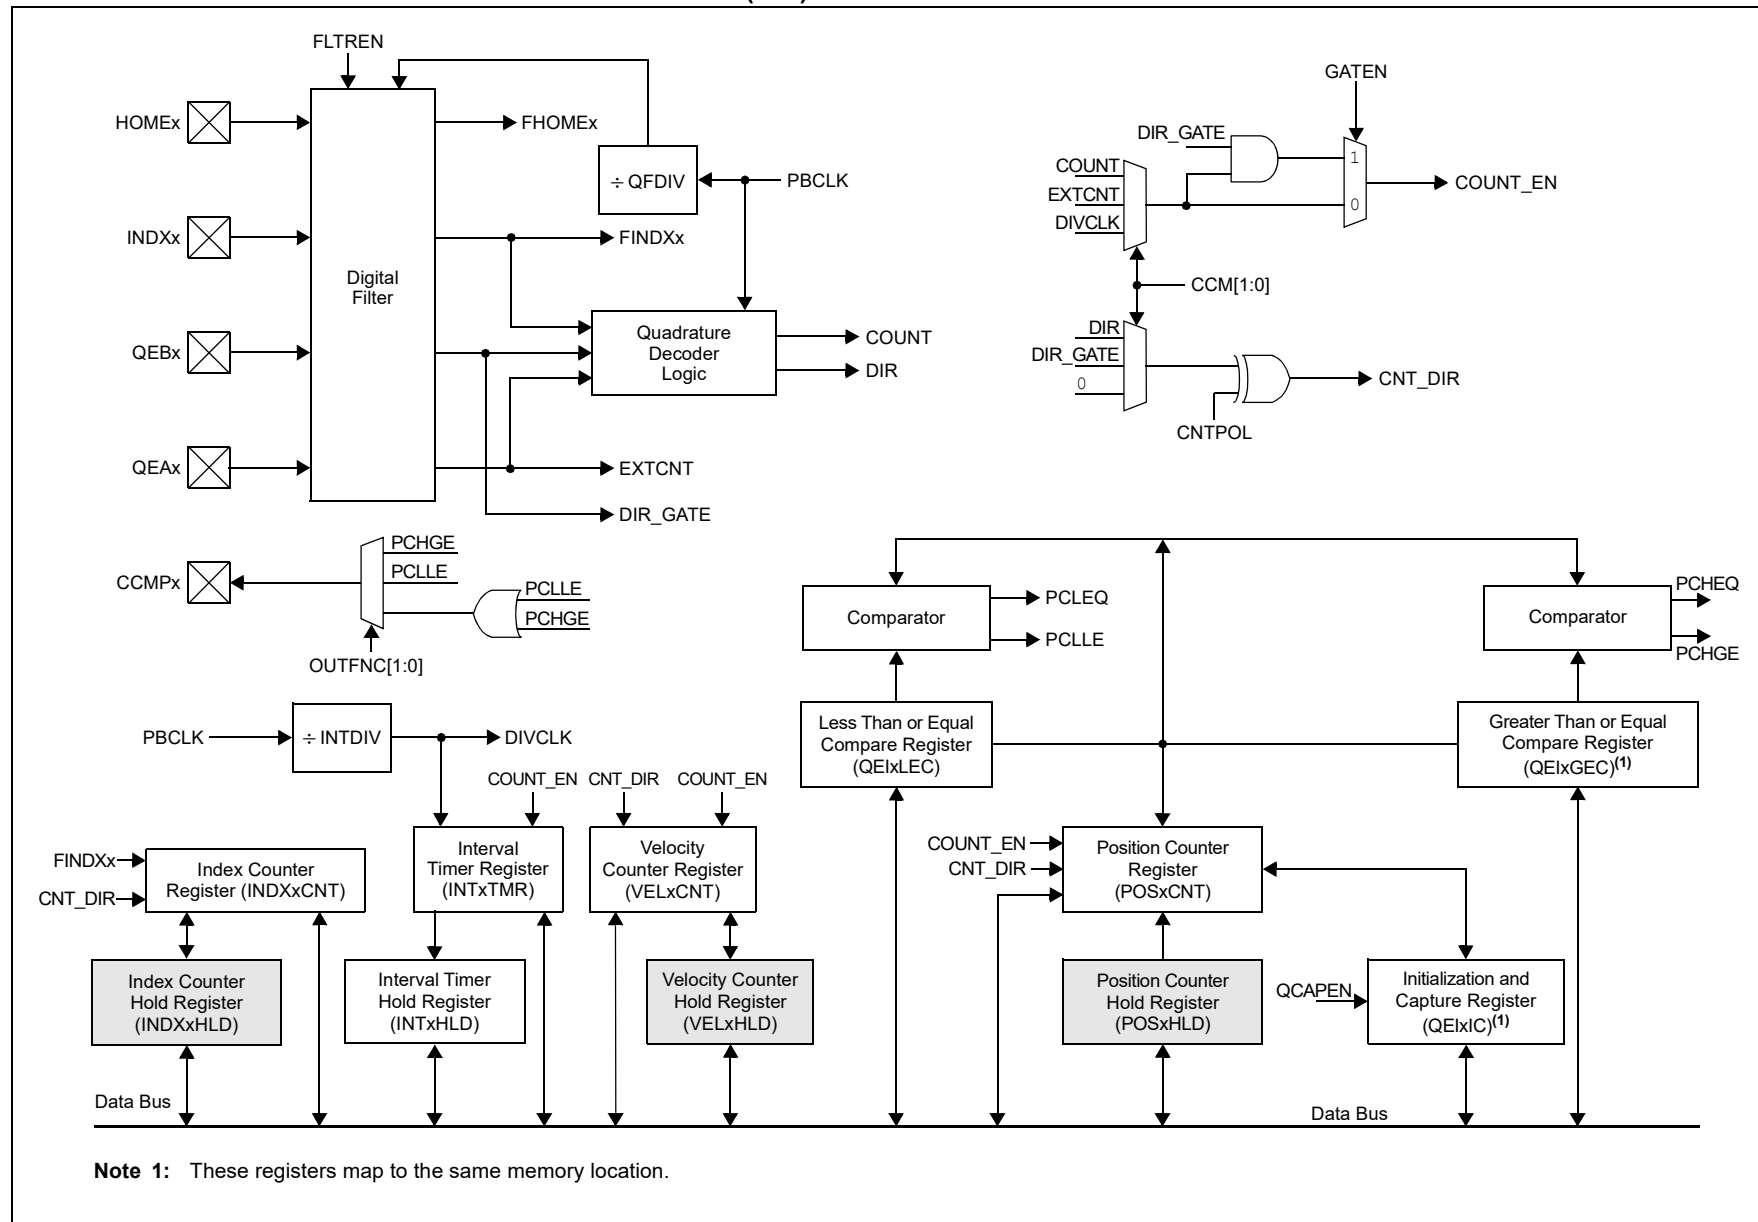 FLTREN
HOMEx
FHOMEx
÷ QFDIV
PBCLK
INDXx
FINDXx
Digital
Filter
QEBx
Quadrature
Decoder
Logic
COUNT
DIR
QEAx
EXTCNT
DIR_GATE
GATEN
DIR_GATE
COUNT
EXTCNT
DIVCLK
1
0
COUNT_EN
CCM[1:0]
DIR
DIR_GATE
0
CNT_DIR
CNTPOL
CCMPx
PCHGE
PCLLE
PCLLE
PCHGE
OUTFNC[1:0]
Comparator
PCLEQ
PCLLE
Comparator
PCHEQ
PCHGE
Less Than or Equal
Compare Register
(QEIxLEC)
Greater Than or Equal
Compare Register
(QEIxGEC)(1)
PBCLK
÷ INTDIV
DIVCLK
COUNT_EN
CNT_DIR
COUNT_EN
FINDXx
CNT_DIR
Index Counter
Register (INDXxCNT)
Interval
Timer Register
(INTxTMR)
Velocity
Counter Register
(VELxCNT)
COUNT_EN
CNT_DIR
Position Counter
Register
(POSxCNT)
Index Counter
Hold Register
(INDXxHLD)
Interval Timer
Hold Register
(INTxHLD)
Velocity Counter
Hold Register
(VELxHLD)
Position Counter
Hold Register
(POSxHLD)
QCAPEN
Initialization and
Capture Register
(QEIxIC)(1)
Data Bus
Data Bus
Note 1: These registers map to the same memory location.